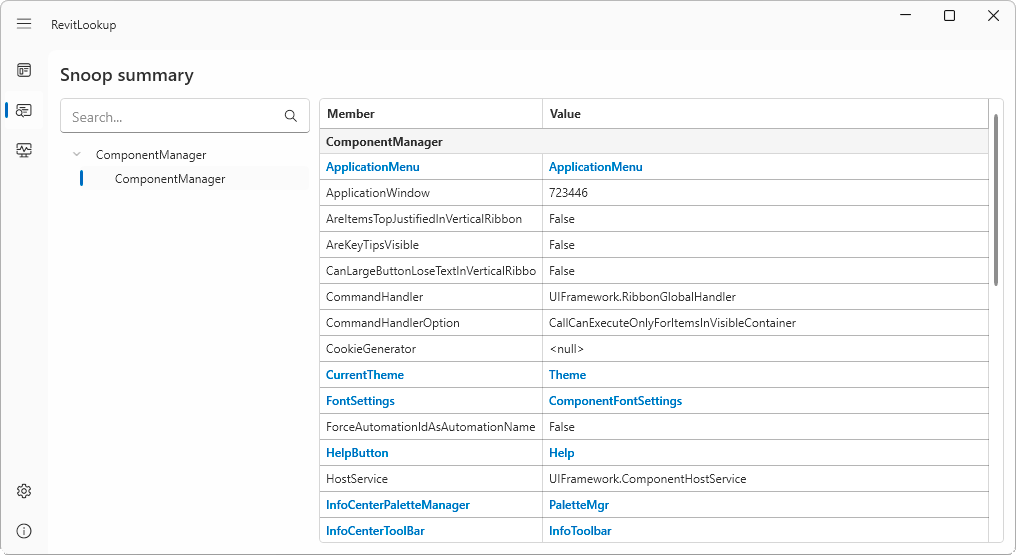 RevitLookup
Snoop summary
Search...
ComponentManager
ComponentManager
Member Value
ComponentManager
ApplicationMenu ApplicationMenu
ApplicationWindow 723446
AreItemsTopJustifiedInVerticalRibbon False
AreKeyTipsVisible False
CanLargeButtonLoseTextInVerticalRibbo False
CommandHandler UIFramework.RibbonGlobalHandler
CommandHandlerOption CallCanExecuteOnlyForItemsInVisibleContainer
CookieGenerator <null>
CurrentTheme Theme
FontSettings ComponentFontSettings
ForceAutomationIdAsAutomationName False
HelpButton Help
HostService UIFramework.ComponentHostService
InfoCenterPaletteManager PaletteMgr
InfoCenterToolBar InfoToolbar